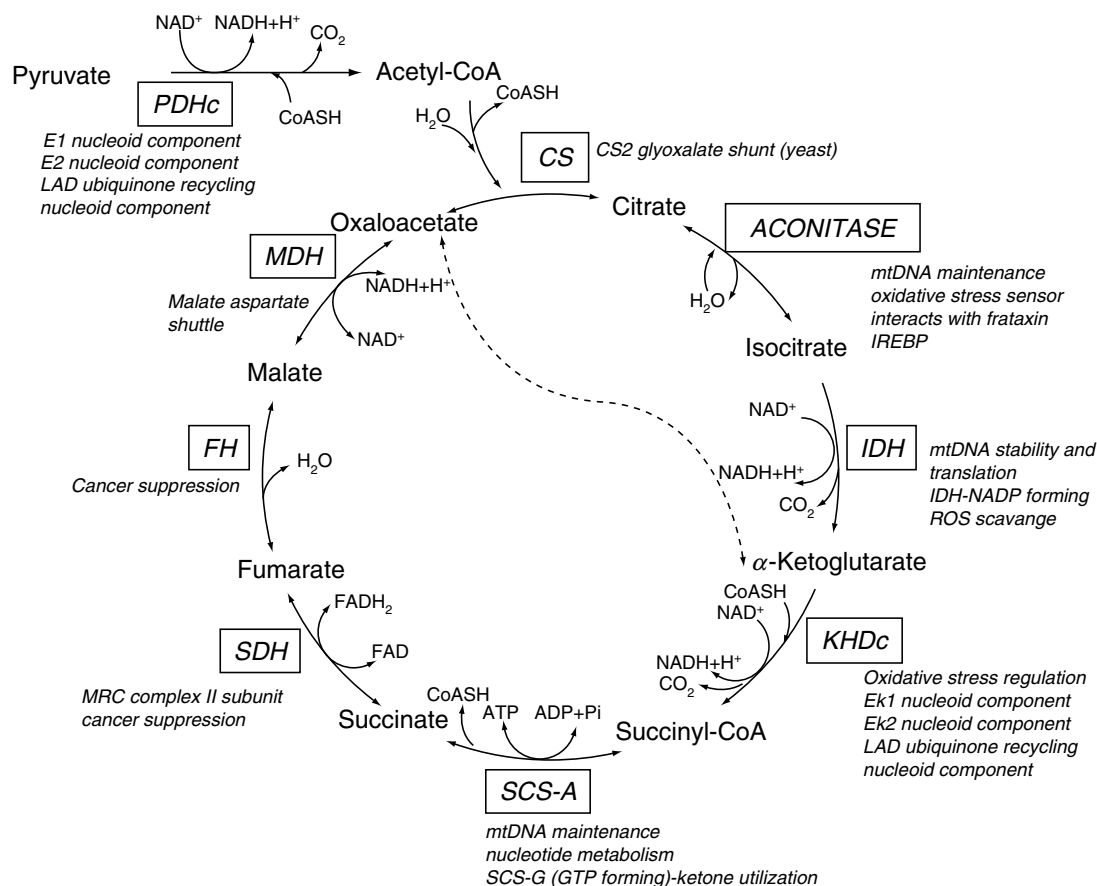 NAD⁺ NADH+H⁺ CO₂
Pyruvate
Acetyl-CoA
PDHc
CoASH
E1 nucleoid component
E2 nucleoid component
LAD ubiquinone recycling
nucleoid component
CoASH
H₂O
CS
CS2 glyoxalate shunt (yeast)
Oxaloacetate
Citrate
ACONITASE
H₂O
mtDNA maintenance
oxidative stress sensor
interacts with frataxin
IREBP
MDH
NADH+H⁺
Malate aspartate
shuttle
NAD⁺
Isocitrate
Malate
NAD⁺
IDH
NADH+H⁺
CO₂
mtDNA stability and
translation
IDH-NADP forming
ROS scavange
FH
H₂O
Cancer suppression
Fumarate
α-Ketoglutarate
CoASH
NAD⁺
KHDc
NADH+H⁺
CO₂
Oxidative stress regulation
Ek1 nucleoid component
Ek2 nucleoid component
LAD ubiquinone recycling
nucleoid component
FADH₂
SDH
FAD
MRC complex II subunit
cancer suppression
Succinate
CoASH
ATP ADP+Pi
Succinyl-CoA
SCS-A
mtDNA maintenance
nucleotide metabolism
SCS-G (GTP forming)-ketone utilization